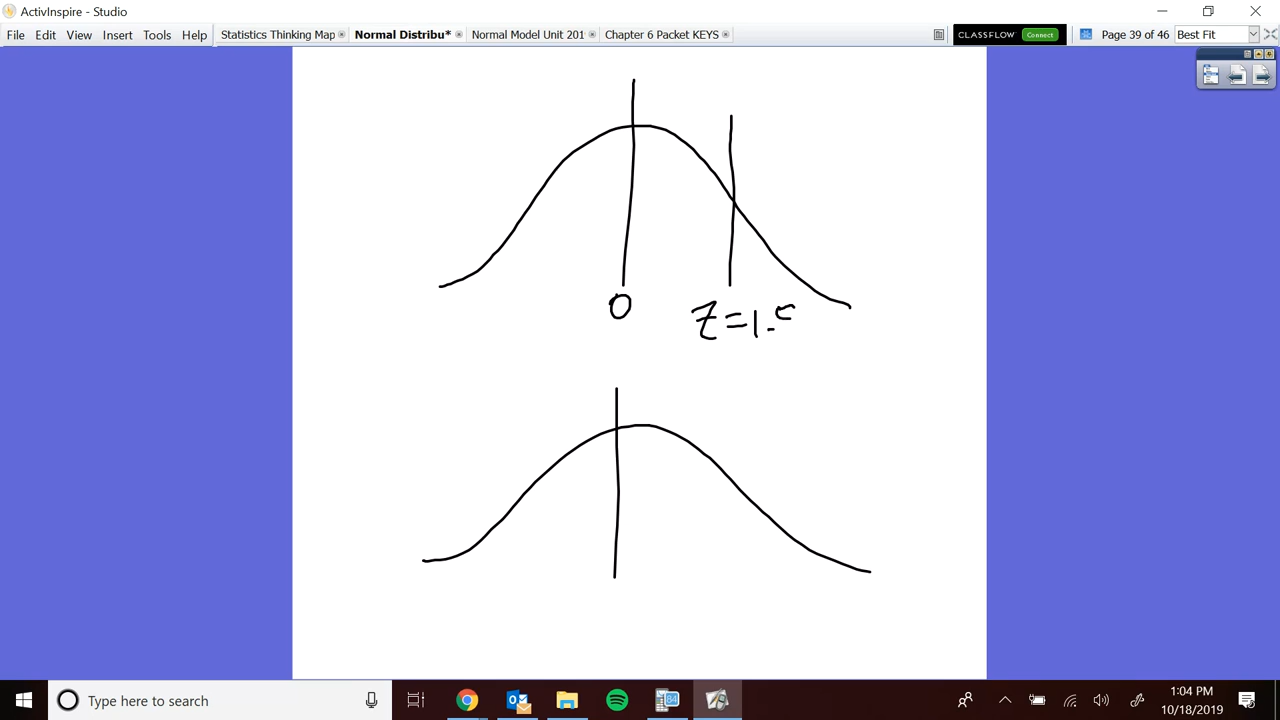 ActivInspire - Studio
File Edit View Insert Tools Help Statistics Thinking Map Normal Distribu* Normal Model Unit 201 Chapter 6 Packet KEYS CLASSFLOW Connect Page 39 of 46 Best Fit
0
z=1.
Type here to search
1:04 PM
10/18/2019